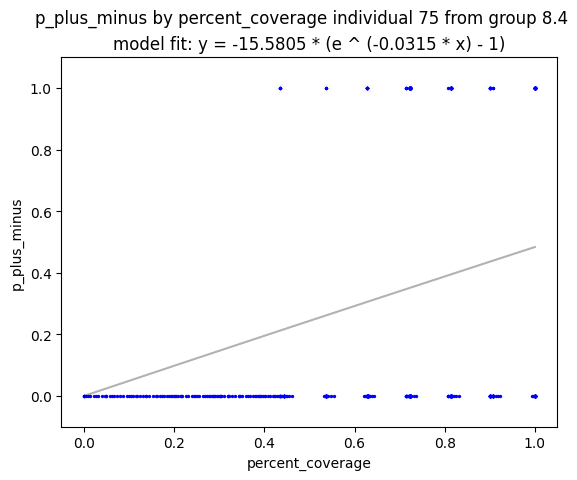 p_plus_minus by percent_coverage individual 75 from group 8.4
model fit: y = -15.5805 * (e ^ (-0.0315 * x) - 1)
1.0
0.8
0.6
0.4
0.2
0.0
p_plus_minus
0.0 0.2 0.4 0.6 0.8 1.0
percent_coverage